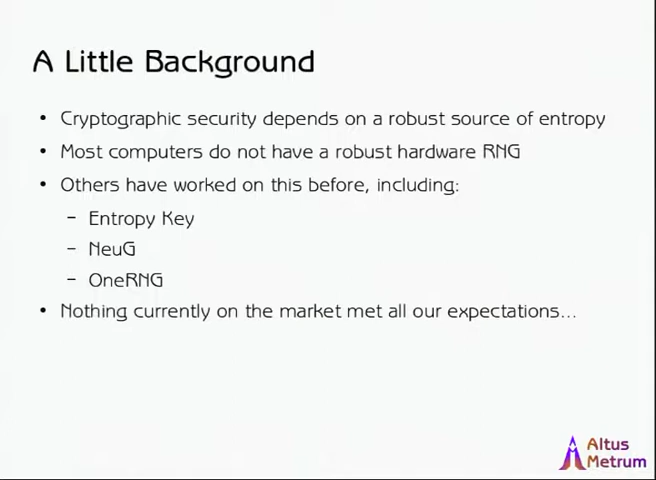 A Little Background
• Cryptographic security depends on a robust source of entropy
• Most computers do not have a robust hardware RNG
• Others have worked on this before, including:
– Entropy Key
– NeuG
– OneRNG
• Nothing currently on the market met all our expectations...
Altus
Metrum